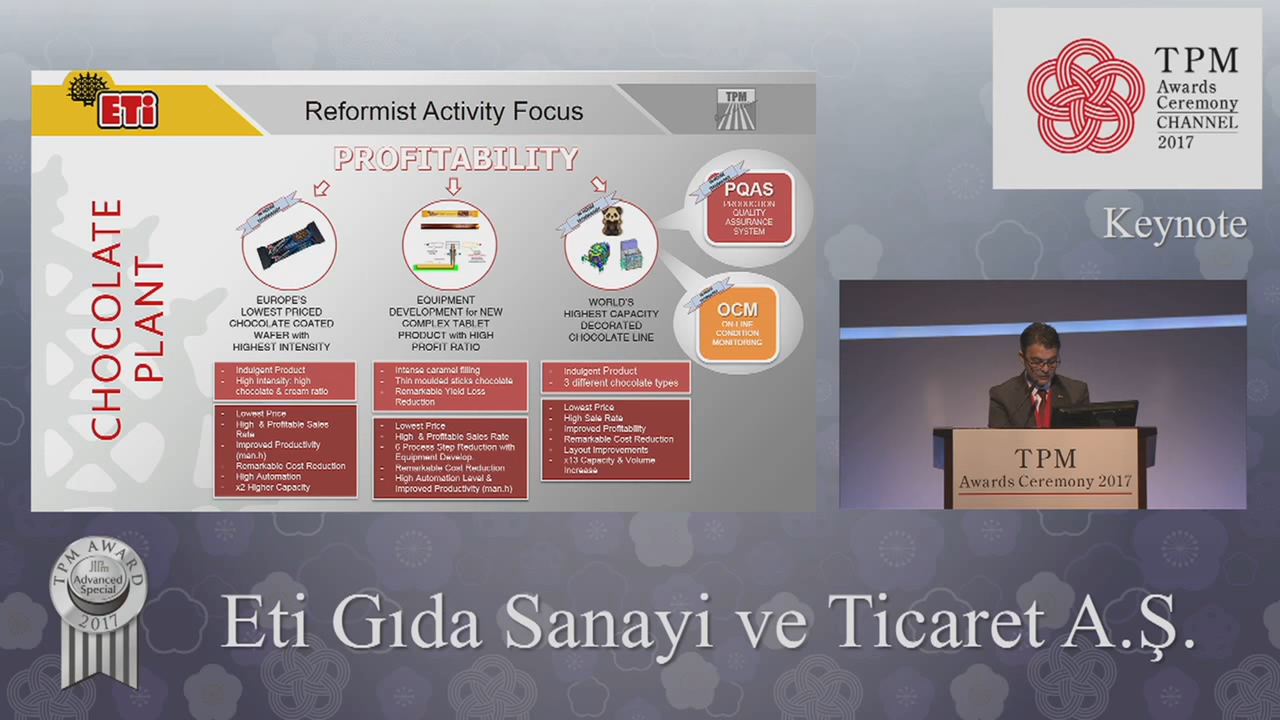 ETi
Reformist Activity Focus
TPM
PROFITABILITY
CHOCOLATE
PLANT
EUROPE'S
LOWEST PRICED
CHOCOLATE COATED
WAFER with
HIGHEST INTENSITY
- Indulgent Product
- High Intensity: high
chocolate & cream ratio
- Lowest Price
- High & Profitable Sales
Rate
- Improved Productivity
(man.h)
- Remarkable Cost Reduction
- High Automation
- x2 Higher Capacity
EQUIPMENT
DEVELOPMENT for NEW
COMPLEX TABLET
PRODUCT with HIGH
PROFIT RATIO
- Intense caramel filling
- Thin moulded sticks chocolate
- Remarkable Yield Loss
Reduction
- Lowest Price
- High & Profitable Sales Rate
- 6 Process Step Reduction with
Equipment Develop.
- Remarkable Cost Reduction
- High Automation Level &
Improved Productivity (man.h)
WORLD'S
HIGHEST CAPACITY
DECORATED
CHOCOLATE LINE
- Indulgent Product
- 3 different chocolate types
- Lowest Price
- High Sale Rate
- Improved Profitability
- Remarkable Cost Reduction
- Layout Improvements
- x13 Capacity & Volume
Increase
PQAS
PRODUCTION
QUALITY
ASSURANCE
SYSTEM
OCM
ON-LINE
CONDITION
MONITORING
TPM
Awards
Ceremony
CHANNEL
2017
Keynote
TPM
Awards Ceremony 2017
TPM AWARD
JIPM
Advanced
Special
2017
Eti Gıda Sanayi ve Ticaret A.Ş.